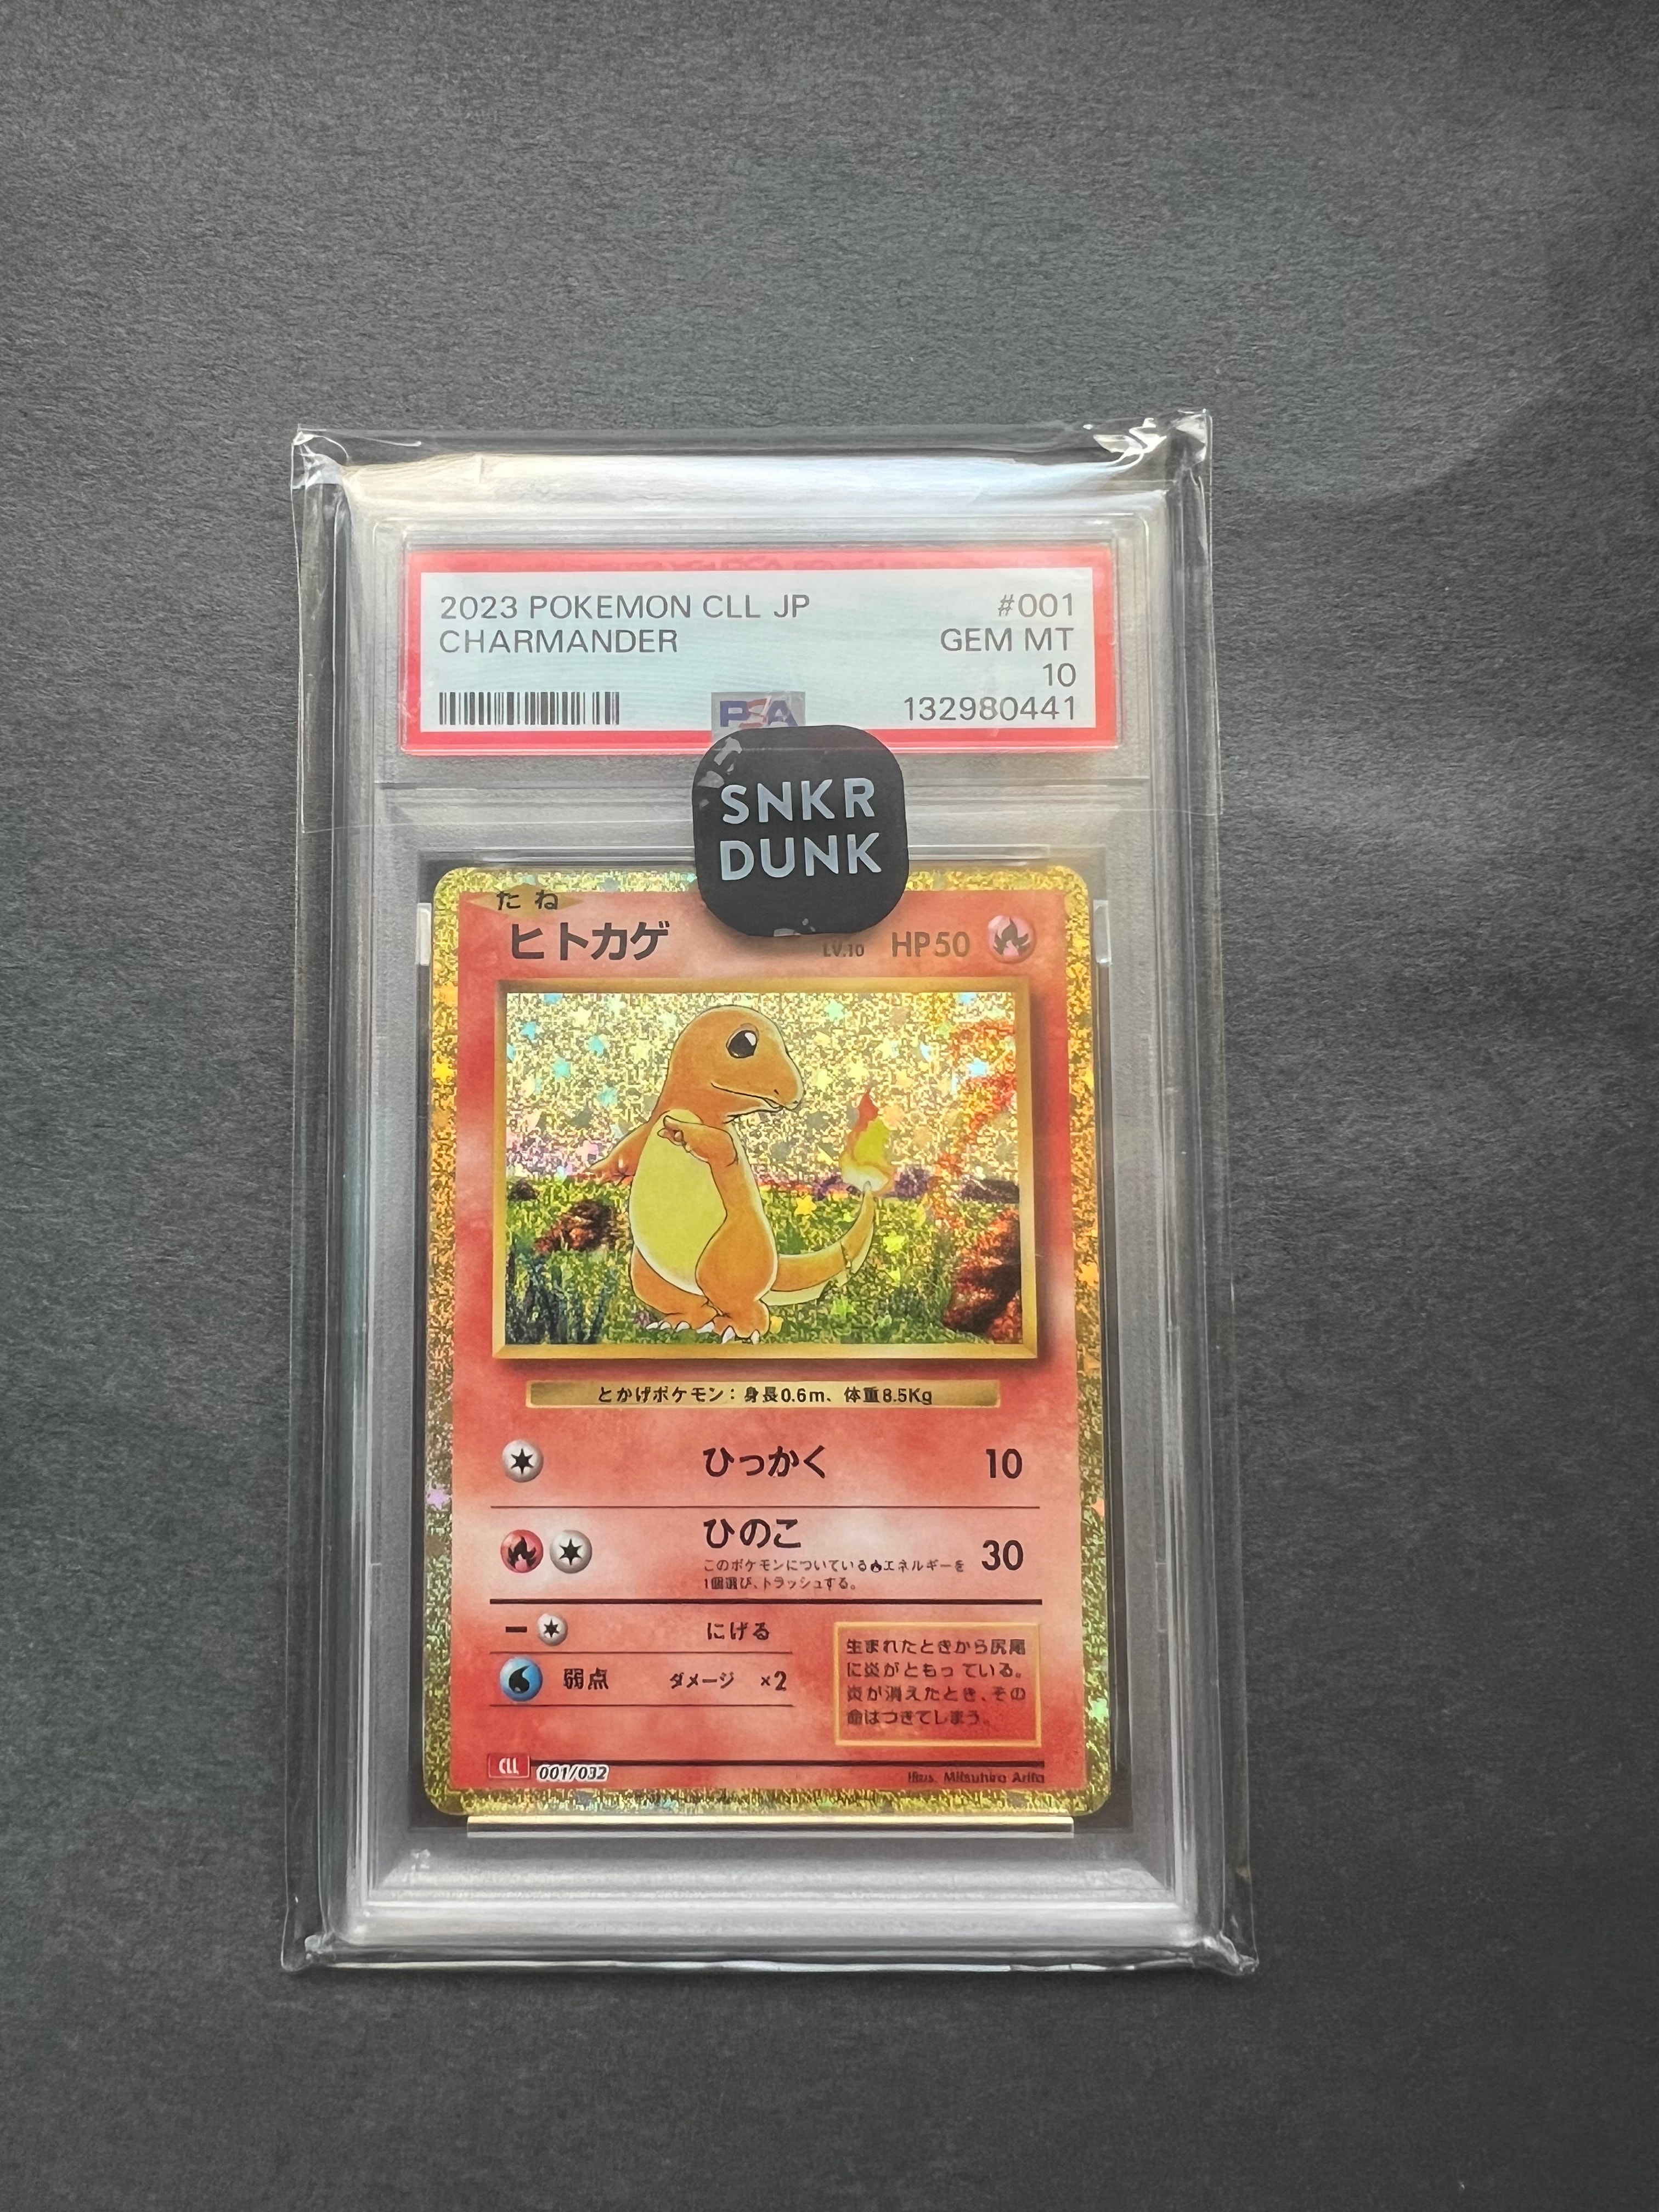 2023 POKEMON CLL JP #001
CHARMANDER GEM MT
10
132980441
PSA
SNKR
DUNK
たね
ヒトカゲ LV.10 HP50
とかげポケモン：身長0.6m、体重8.5Kg
ひっかく 10
ひのこ 30
このポケモンについているエネルギーを
1個選び、トラッシュする。
にげる
弱点 ダメージ ×2
生まれたときから尻尾
に炎がともっている。
炎が消えたとき、その
命はつきてしまう。
CLL 001/032
Illus. Mitsuhiro Arita